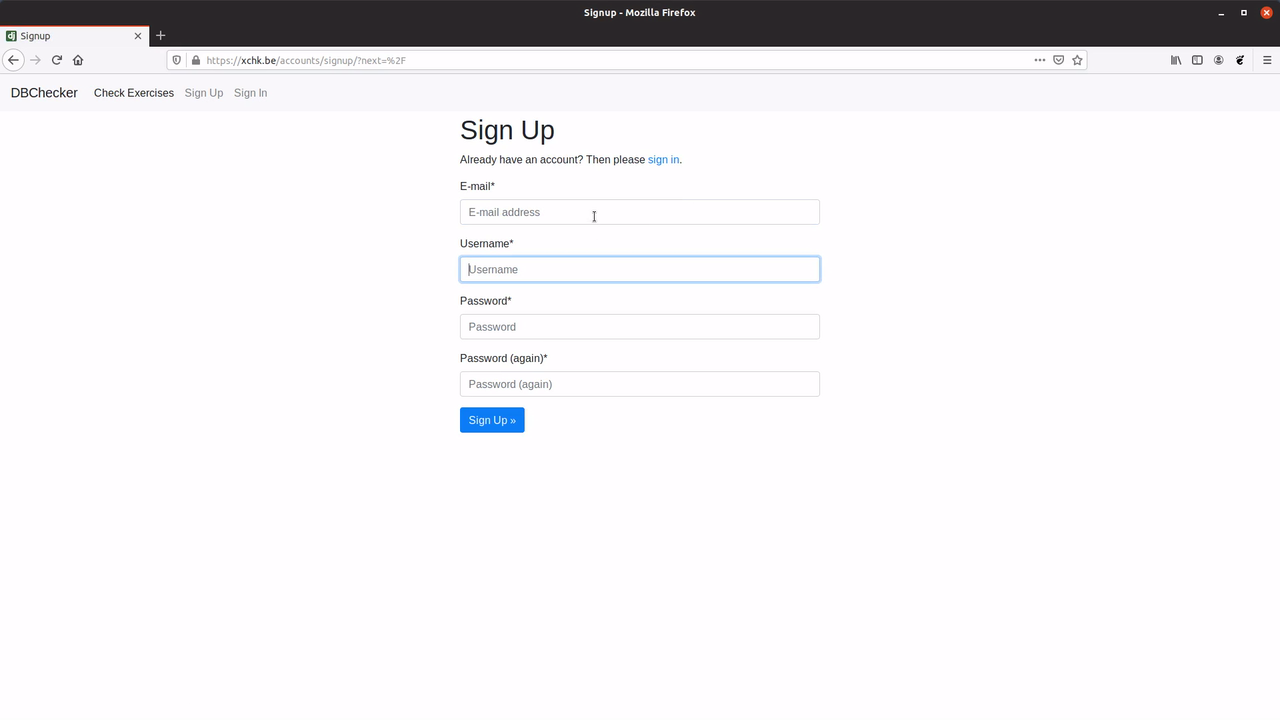 Signup - Mozilla Firefox
Signup
https://xchk.be/accounts/signup/?next=%2F
DBChecker Check Exercises Sign Up Sign In
Sign Up
Already have an account? Then please sign in.
E-mail*
E-mail address
Username*
Username
Password*
Password
Password (again)*
Password (again)
Sign Up »